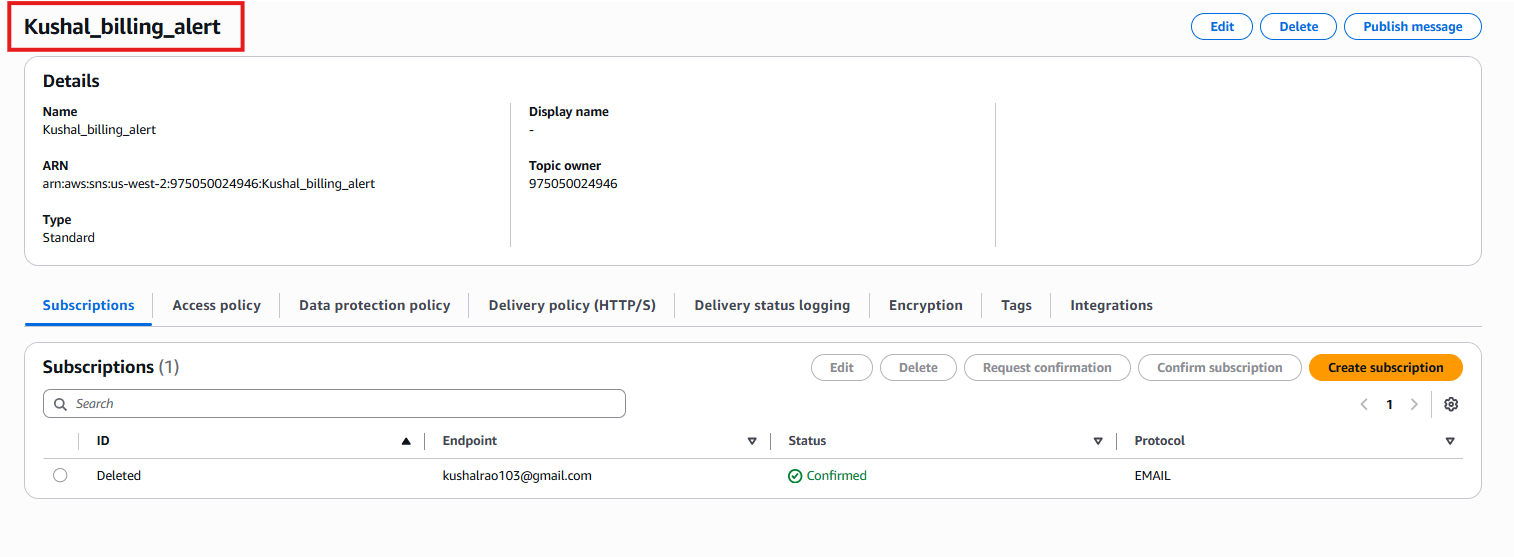 Kushal_billing_alert
Edit
Delete
Publish message
Details
Name
Kushal_billing_alert
Display name
-
ARN
arn:aws:sns:us-west-2:975050024946:Kushal_billing_alert
Topic owner
975050024946
Type
Standard
Subscriptions
Access policy
Data protection policy
Delivery policy (HTTP/S)
Delivery status logging
Encryption
Tags
Integrations
Subscriptions (1)
Edit
Delete
Request confirmation
Confirm subscription
Create subscription
Search
1
ID
Endpoint
Status
Protocol
Deleted
kushalrao103@gmail.com
Confirmed
EMAIL